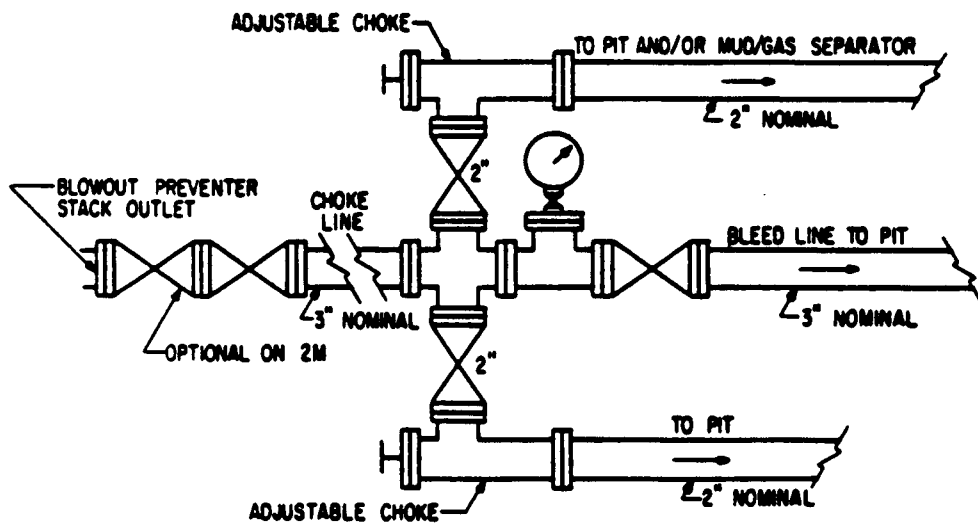 ADJUSTABLE CHOKE
TO PIT AND/OR MUD/GAS SEPARATOR
2" NOMINAL
2"
BLOWOUT PREVENTER
STACK OUTLET
CHOKE
LINE
BLEED LINE TO PIT
3" NOMINAL
3" NOMINAL
OPTIONAL ON 2M
2"
TO PIT
2" NOMINAL
ADJUSTABLE CHOKE